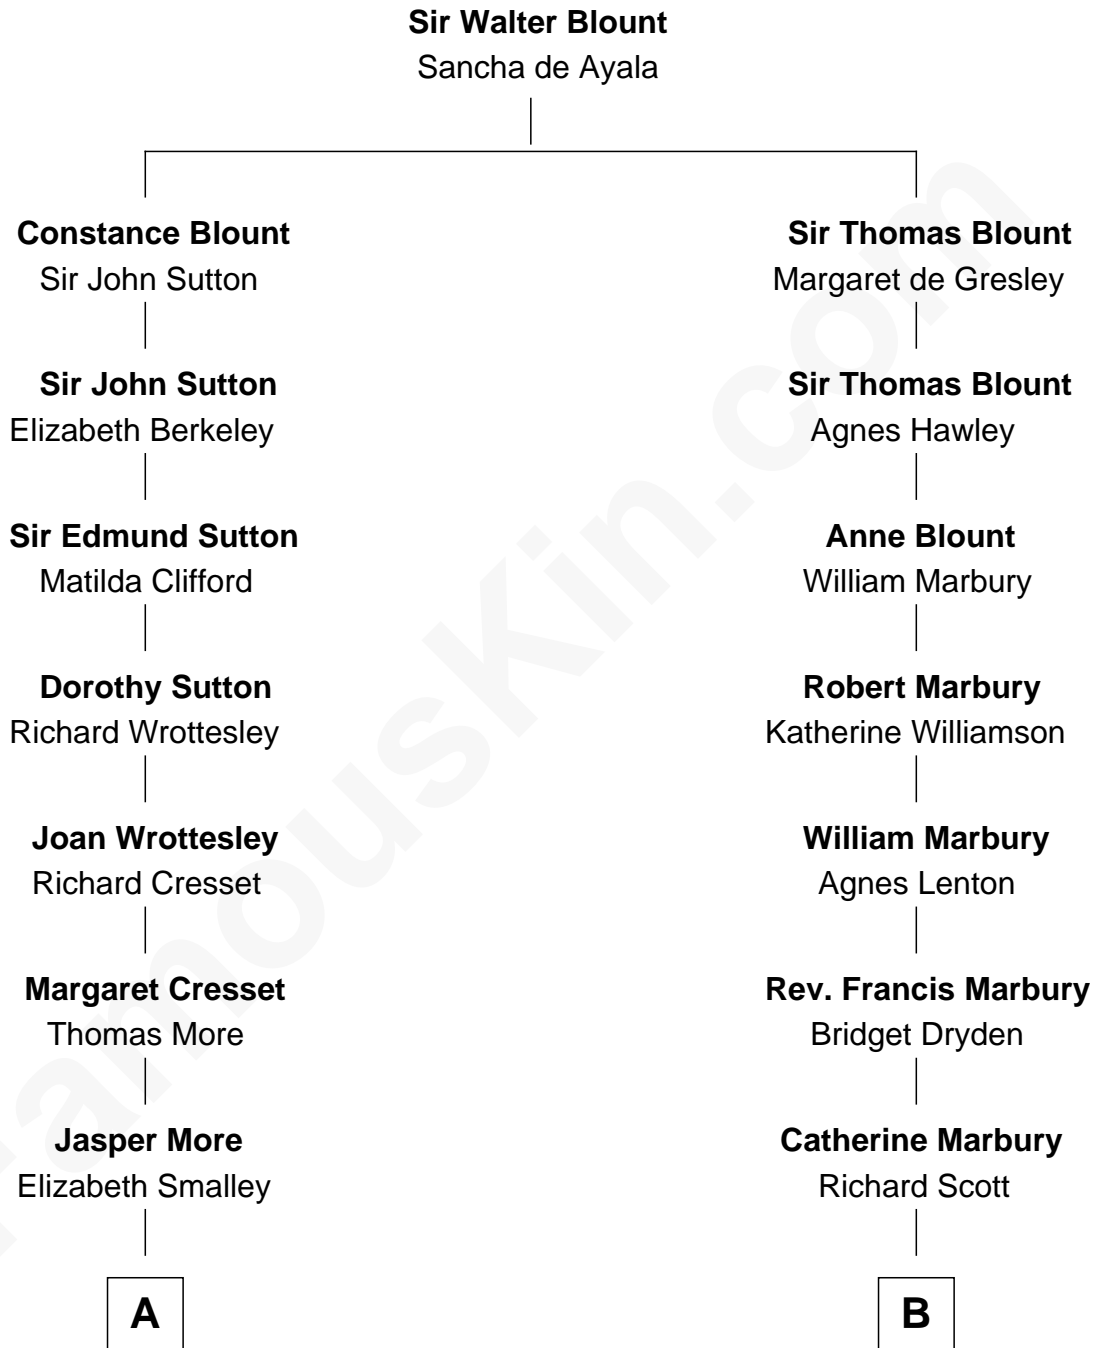 Sir Walter Blount
Sancha de Ayala
Constance Blount
Sir John Sutton
Sir Thomas Blount
Margaret de Gresley
Sir John Sutton
Elizabeth Berkeley
Sir Thomas Blount
Agnes Hawley
Sir Edmund Sutton
Matilda Clifford
Anne Blount
William Marbury
Dorothy Sutton
Richard Wrottesley
Robert Marbury
Katherine Williamson
Joan Wrottesley
Richard Cresset
William Marbury
Agnes Lenton
Margaret Cresset
Thomas More
Rev. Francis Marbury
Bridget Dryden
Jasper More
Elizabeth Smalley
Catherine Marbury
Richard Scott
A
B
FamousKin.com